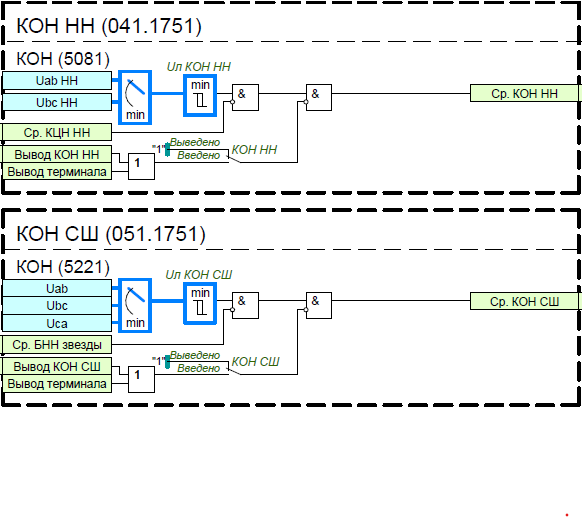 КОН НН (041.1751)
КОН (5081)
Uл КОН НН
Uab НН
min
&
&
Ср. КОН НН
Ubc НН
min
Ср. КЦН НН
"1"
Выведено
Вывод КОН НН
Введено
КОН НН
1
Вывод терминала
КОН СШ (051.1751)
КОН (5221)
Uл КОН СШ
Uab
min
&
&
Ср. КОН СШ
Ubc
Uca
min
Ср. БНН звезды
"1"
Выведено
КОН СШ
Вывод КОН СШ
Введено
1
Вывод терминала